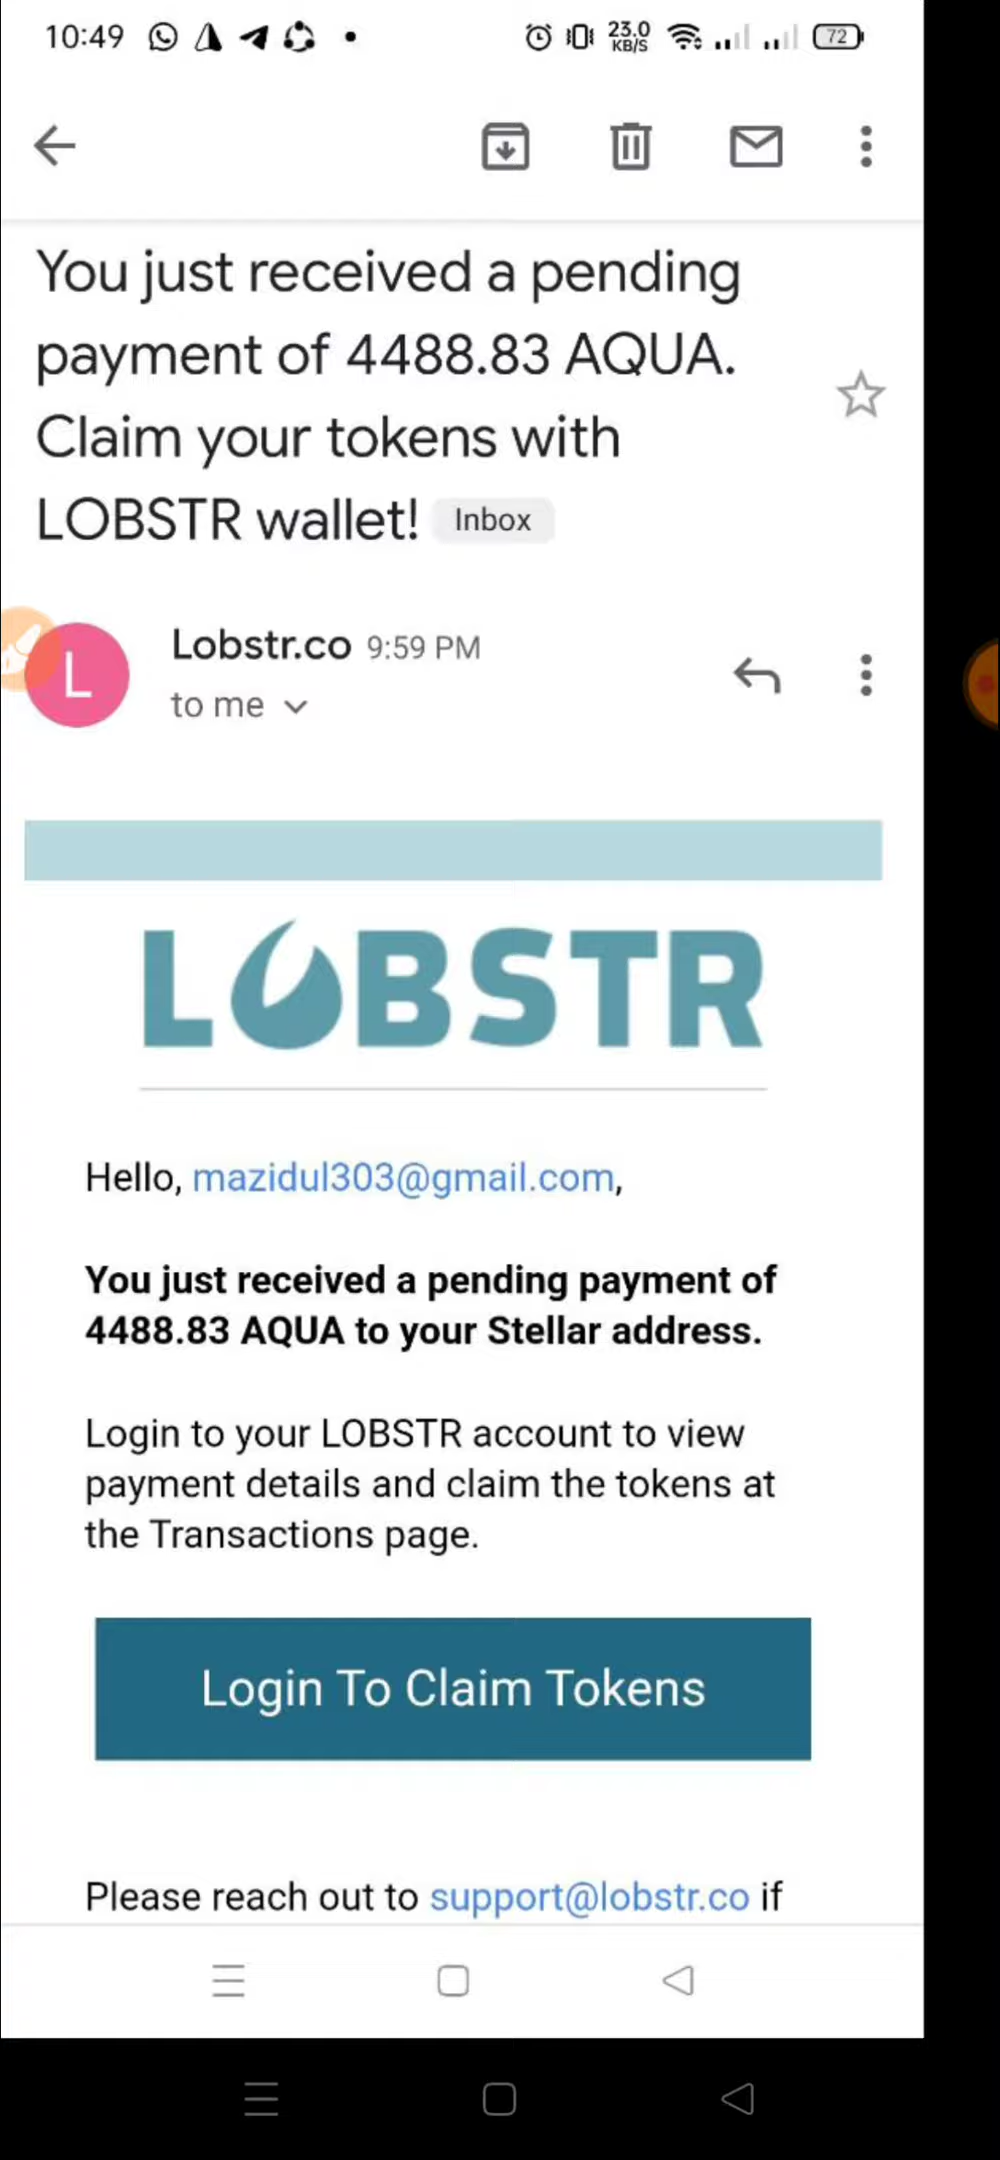 10:49 23.0 KB/S 72
You just received a pending
payment of 4488.83 AQUA.
Claim your tokens with
LOBSTR wallet! Inbox
L Lobstr.co 9:59 PM
to me
LOBSTR
Hello, mazidul303@gmail.com,
You just received a pending payment of
4488.83 AQUA to your Stellar address.
Login to your LOBSTR account to view
payment details and claim the tokens at
the Transactions page.
Login To Claim Tokens
Please reach out to support@lobstr.co if